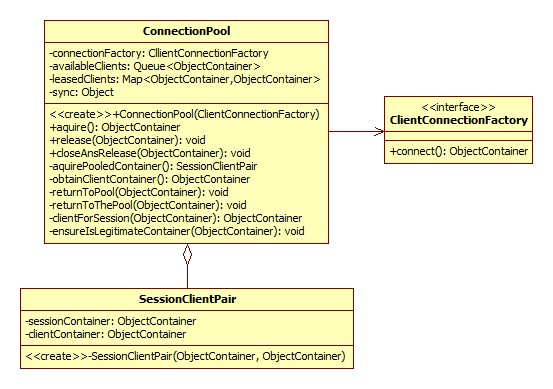 ConnectionPool
-connectionFactory: CllientConnectionFactory
-availableClients: Queue<ObjectContainer>
-leasedClients: Map<ObjectContainer,ObjectContainer>
-sync: Object
<<create>>+ConnectionPool(ClientConnectionFactory)
+aquire(): ObjectContainer
+release(ObjectContainer): void
+closeAnsRelease(ObjectContainer): void
-aquirePooledContainer(): SessionClientPair
-obtainClientContainer(): ObjectContainer
-returnToPool(ObjectContainer): void
-returnToThePool(ObjectContainer): void
-clientForSession(ObjectContainer): ObjectContainer
-ensureIsLegitimateContainer(ObjectContainer): void
<<interface>>
ClientConnectionFactory
+connect(): ObjectContainer
SessionClientPair
-sessionContainer: ObjectContainer
-clientContainer: ObjectContainer
<<create>>-SessionClientPair(ObjectContainer, ObjectContainer)